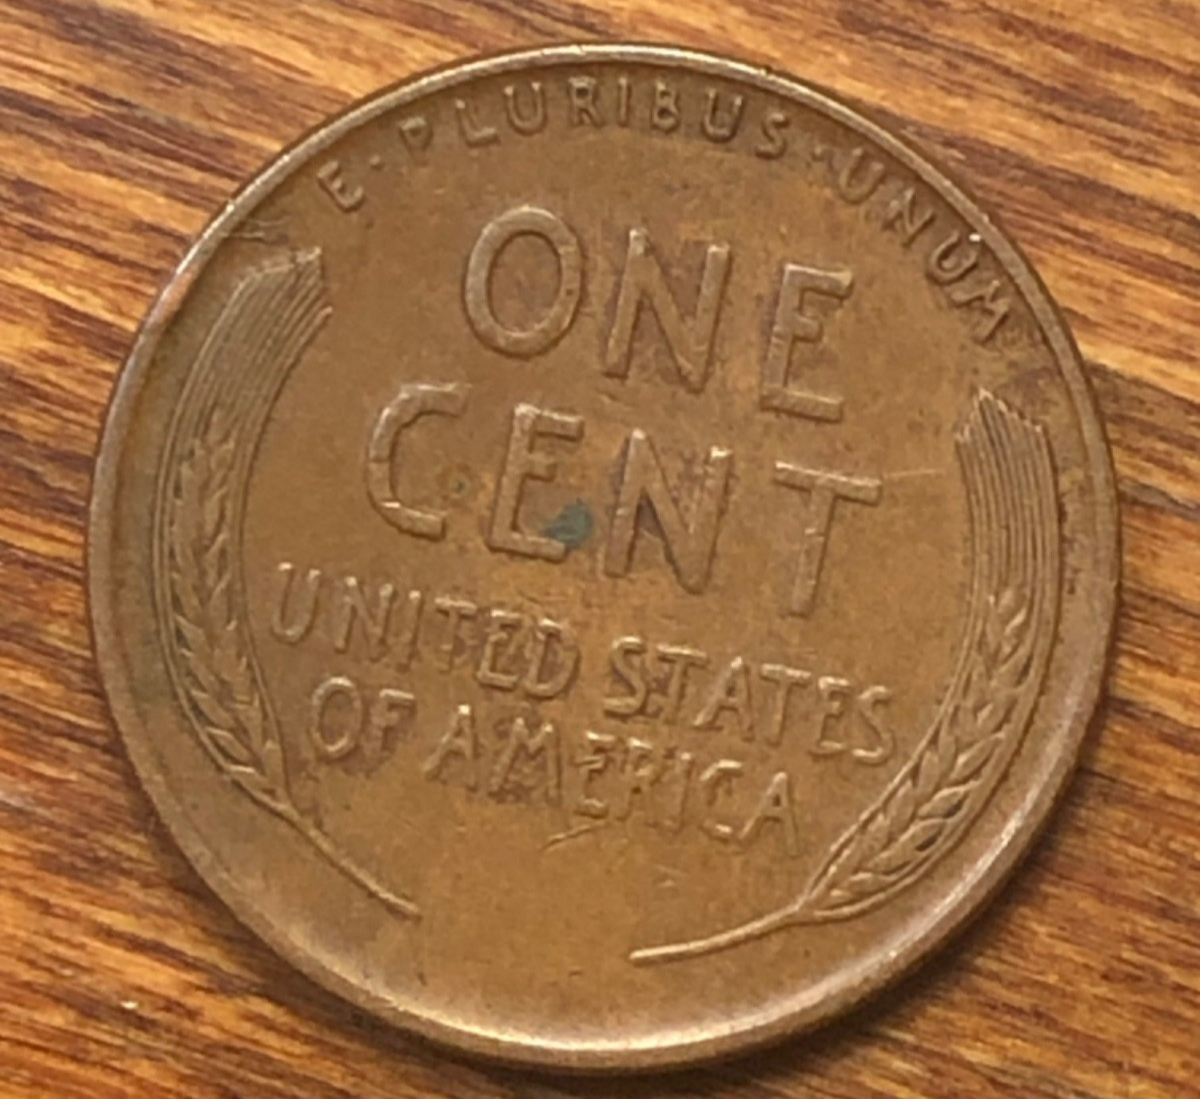 E·PLURIBUS·UNUM
ONE
CENT
UNITED STATES
OF AMERICA